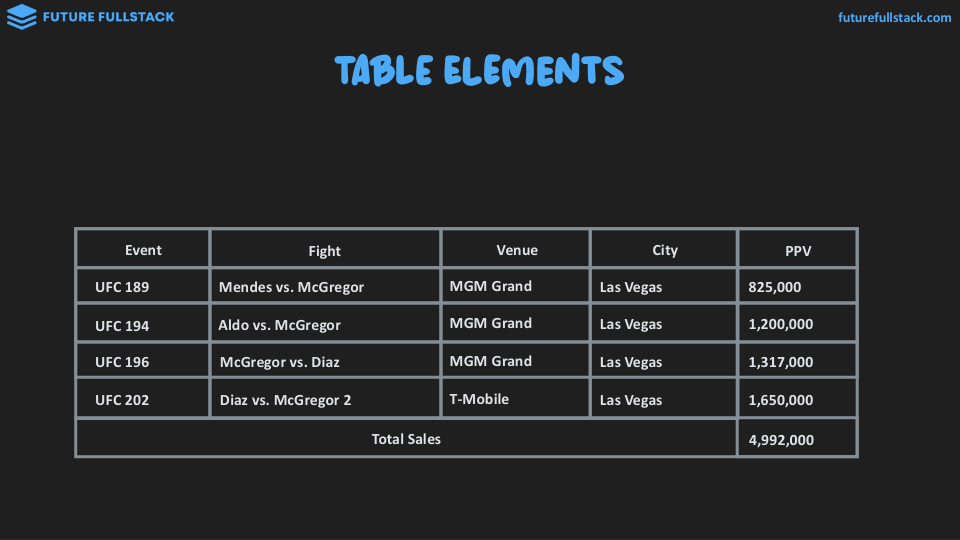 FUTURE FULLSTACK
futurefullstack.com
TABLE ELEMENTS
Event Fight Venue City PPV
UFC 189 Mendes vs. McGregor MGM Grand Las Vegas 825,000
UFC 194 Aldo vs. McGregor MGM Grand Las Vegas 1,200,000
UFC 196 McGregor vs. Diaz MGM Grand Las Vegas 1,317,000
UFC 202 Diaz vs. McGregor 2 T-Mobile Las Vegas 1,650,000
Total Sales 4,992,000